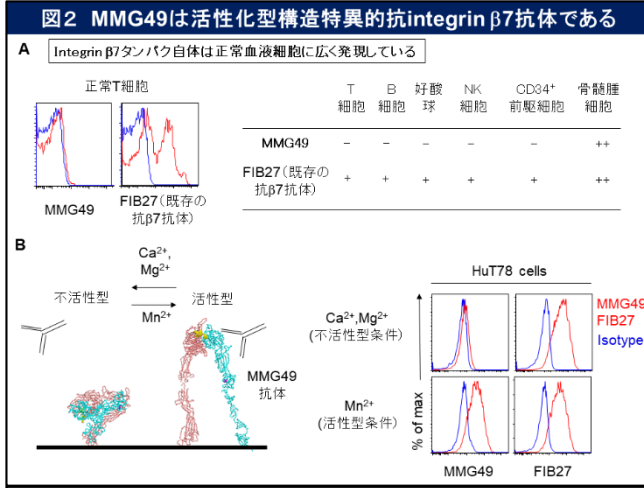 図2 MMG49は活性化型構造特異的抗integrin β7抗体である
A
Integrin β7タンパク自体は正常血液細胞に広く発現している
正常T細胞
MMG49
FIB27(既存の
抗β7抗体)
T
細胞
B
細胞
好酸
球
NK
細胞
CD34+
前駆細胞
骨髄腫
細胞
MMG49 － － － － － ++
FIB27(既存の
抗β7抗体)
+ + + + + ++
B
Ca2+,
Mg2+
不活性型
活性型
Mn2+
MMG49
抗体
HuT78 cells
Ca2+,Mg2+
(不活性型条件)
Mn2+
(活性型条件)
% of max
MMG49
FIB27
Isotype
MMG49
FIB27